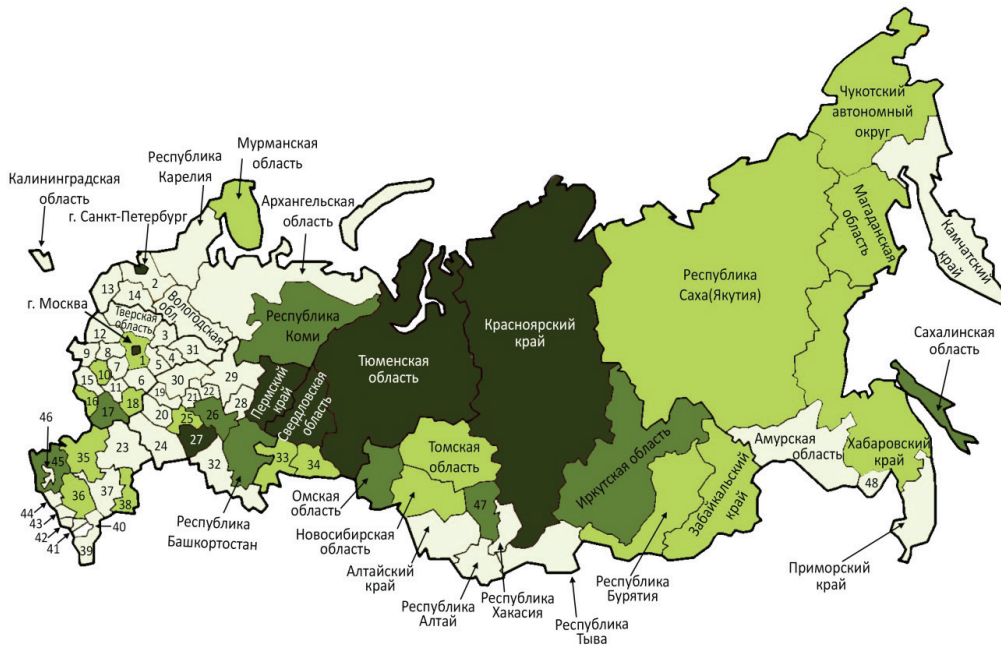 Чукотский
автономный
округ
Мурманская
область
Республика
Карелия
Калининградская
область
г. Санкт-Петербург
Архангельская
область
Магаданская
область
Камчатский
край
Республика
Саха(Якутия)
Красноярский
край
Сахалинская
область
2
13
14
г. Москва
Вологодская
обл.
Тверская
область
Республика
Коми
Тюменская
область
12
3
9
8
1
5
4
31
7
10
15
11
6
30
29
19
21
22
28
Пермский
край
Свердловская
область
16
17
18
20
25
26
27
46
45
35
23
24
32
33
34
36
37
38
44
43
42
41
40
39
Томская
область
47
Иркутская область
Забайкальский
край
Амурская
область
Хабаровский
край
48
Омская
область
Новосибирская
область
Республика
Башкортостан
Алтайский
край
Республика
Алтай
Республика
Хакасия
Республика
Тыва
Республика
Бурятия
Приморский
край